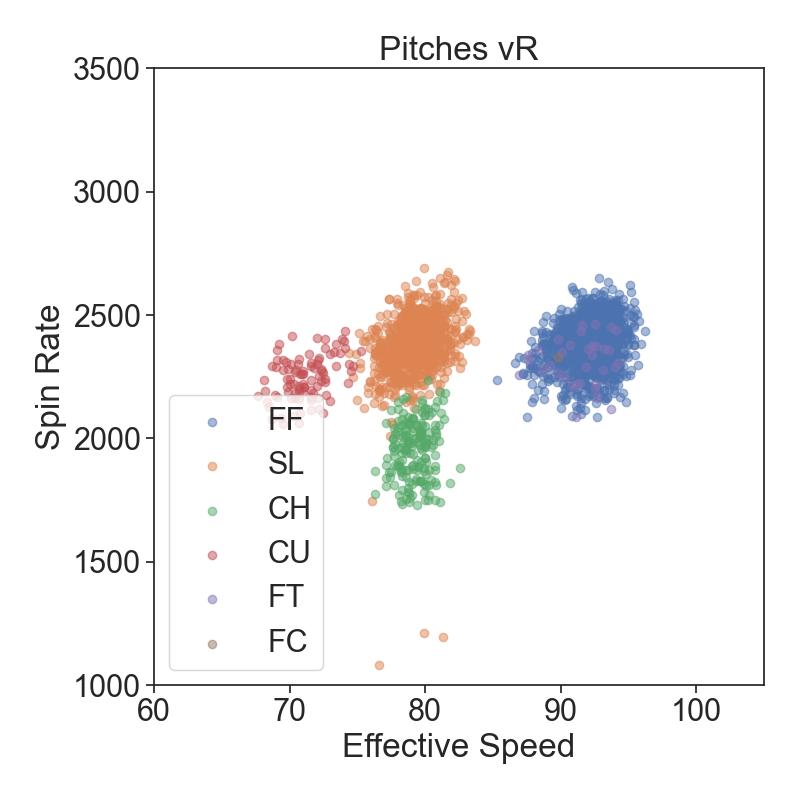 Pitches vR
3500
3000
2500
2000
1500
1000
Spin Rate
FF
SL
CH
CU
FT
FC
60 70 80 90 100
Effective Speed